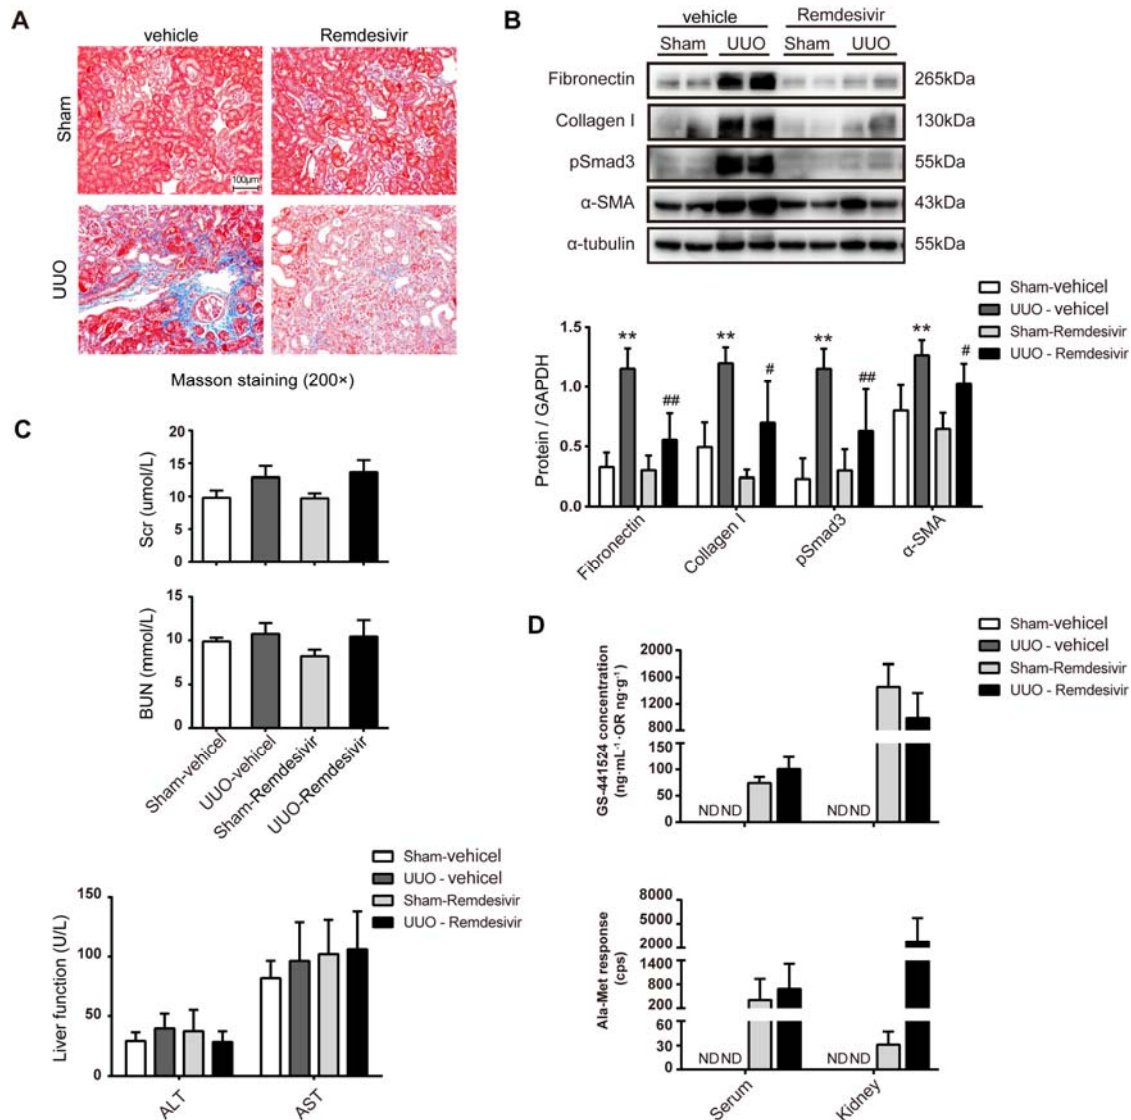 A
vehicle Remdesivir
Sham
100μm
UUO
Masson staining (200×)
B
vehicle Remdesivir
Sham UUO Sham UUO
Fibronectin 265kDa
Collagen I 130kDa
pSmad3 55kDa
α-SMA 43kDa
α-tubulin 55kDa
Sham-vehicel
UUO - vehicel
Sham-Remdesivir
UUO - Remdesivir
Protein / GAPDH
1.5
1.0
0.5
0.0
** ** ** **
## # ## #
Fibronectin
Collagen I
pSmad3
α-SMA
C
Scr (umol/L)
20
15
10
5
0
BUN (mmol/L)
15
10
5
0
Sham-vehicel
UUO-vehicel
Sham-Remdesivir
UUO-Remdesivir
Sham-vehicel
UUO - vehicel
Sham-Remdesivir
UUO - Remdesivir
Liver function (U/L)
150
100
50
0
ALT
AST
D
Sham-vehicel
UUO - vehicel
Sham-Remdesivir
UUO - Remdesivir
GS-441524 concentration
(ng·mL⁻¹·OR ng·g⁻¹)
2000
1600
1200
800
150
100
50
0
ND ND ND ND
Ala-Met response
(cps)
8000
5000
2000
1400
800
200
60
30
0
ND ND ND ND
Serum
Kidney